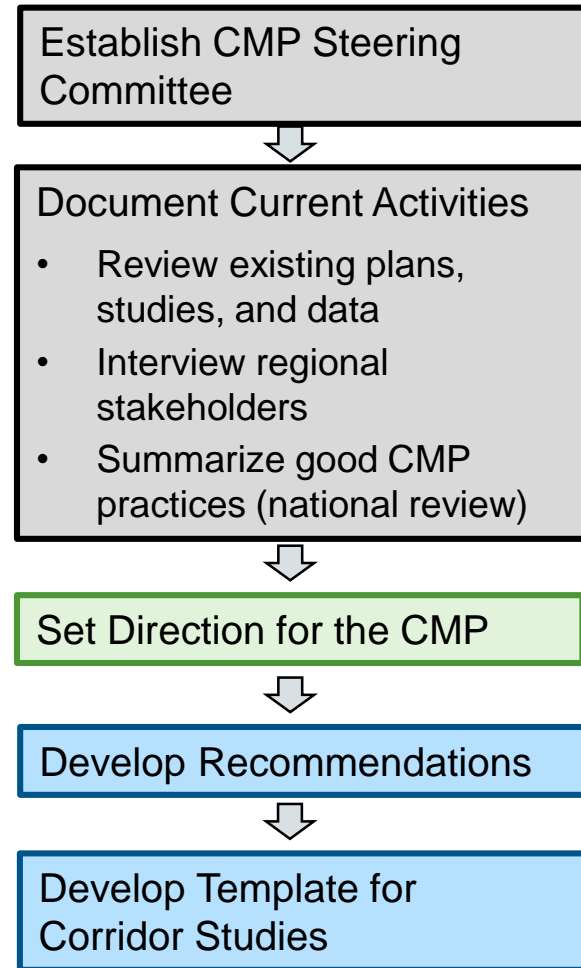 Establish CMP Steering
Committee
Document Current Activities
• Review existing plans,
studies, and data
• Interview regional
stakeholders
• Summarize good CMP
practices (national review)
Set Direction for the CMP
Develop Recommendations
Develop Template for
Corridor Studies